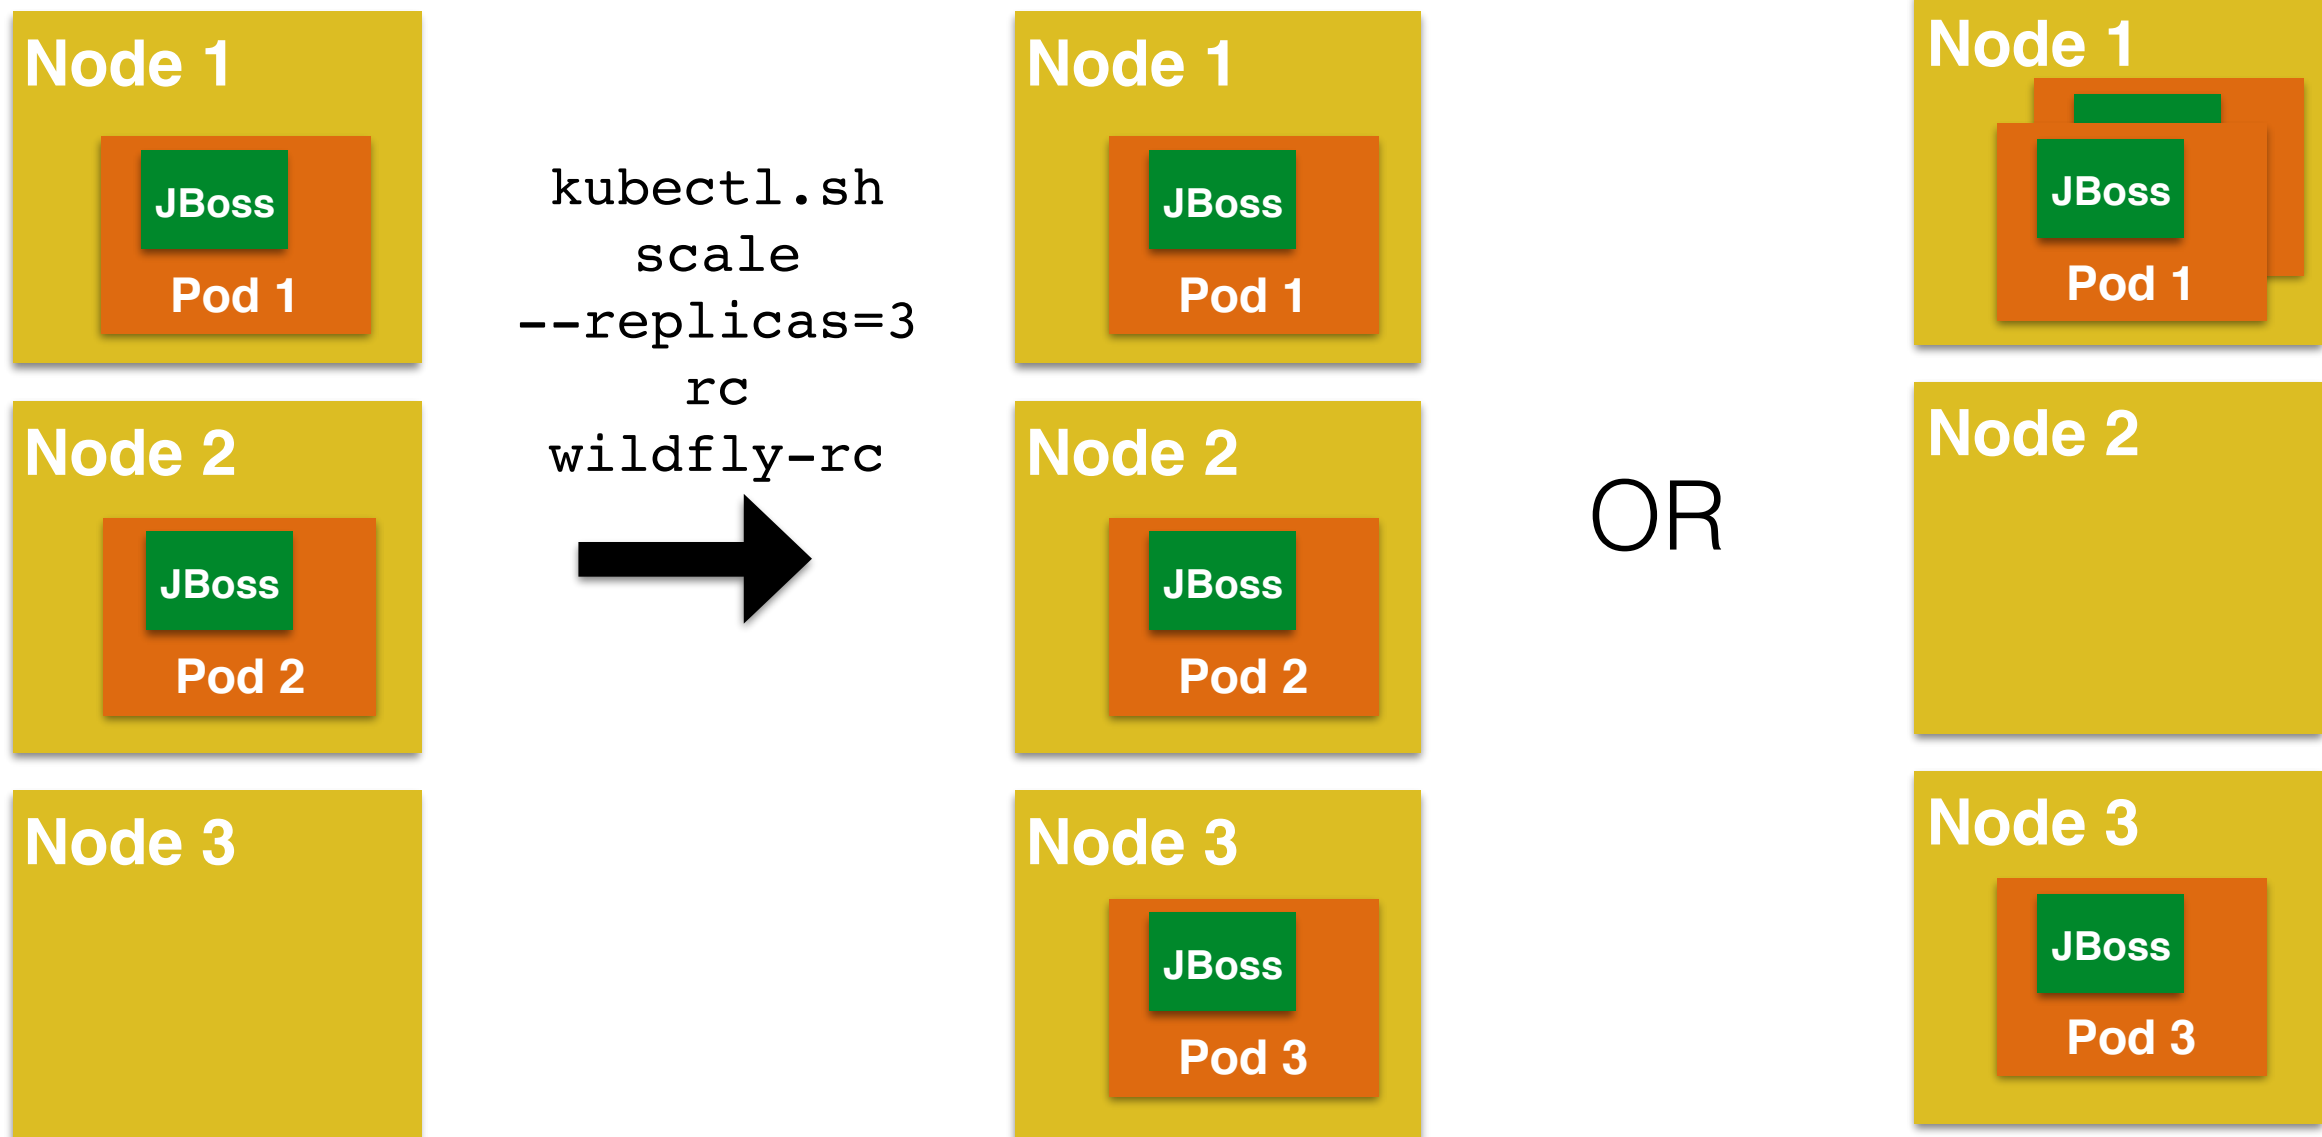 Node 1
JBoss
Pod 1
Node 2
JBoss
Pod 2
Node 3
kubectl.sh
scale
--replicas=3
rc
wildfly-rc
Node 1
JBoss
Pod 1
Node 2
JBoss
Pod 2
Node 3
JBoss
Pod 3
OR
Node 1
JBoss
Pod 1
Node 2
Node 3
JBoss
Pod 3